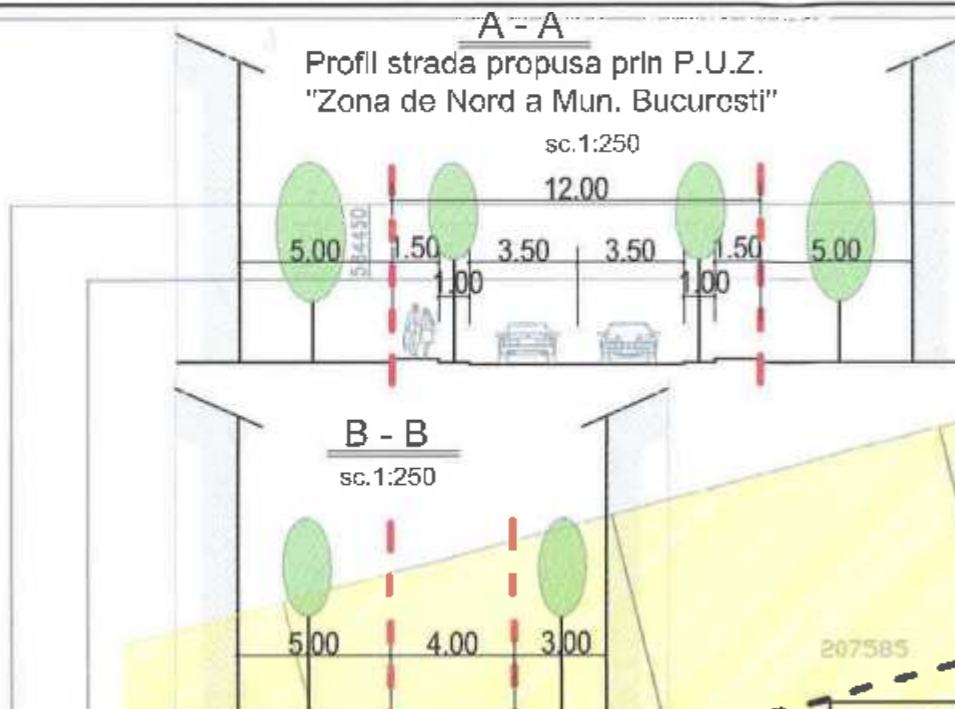 A - A
Profil strada propusa prin P.U.Z.
"Zona de Nord a Mun. Bucuresti"
sc.1:250
12.00
5.00 1.50 3.50 3.50 1.50 5.00
584450
1.00 1.00
B - B
sc.1:250
5.00 4.00 3.00
207585